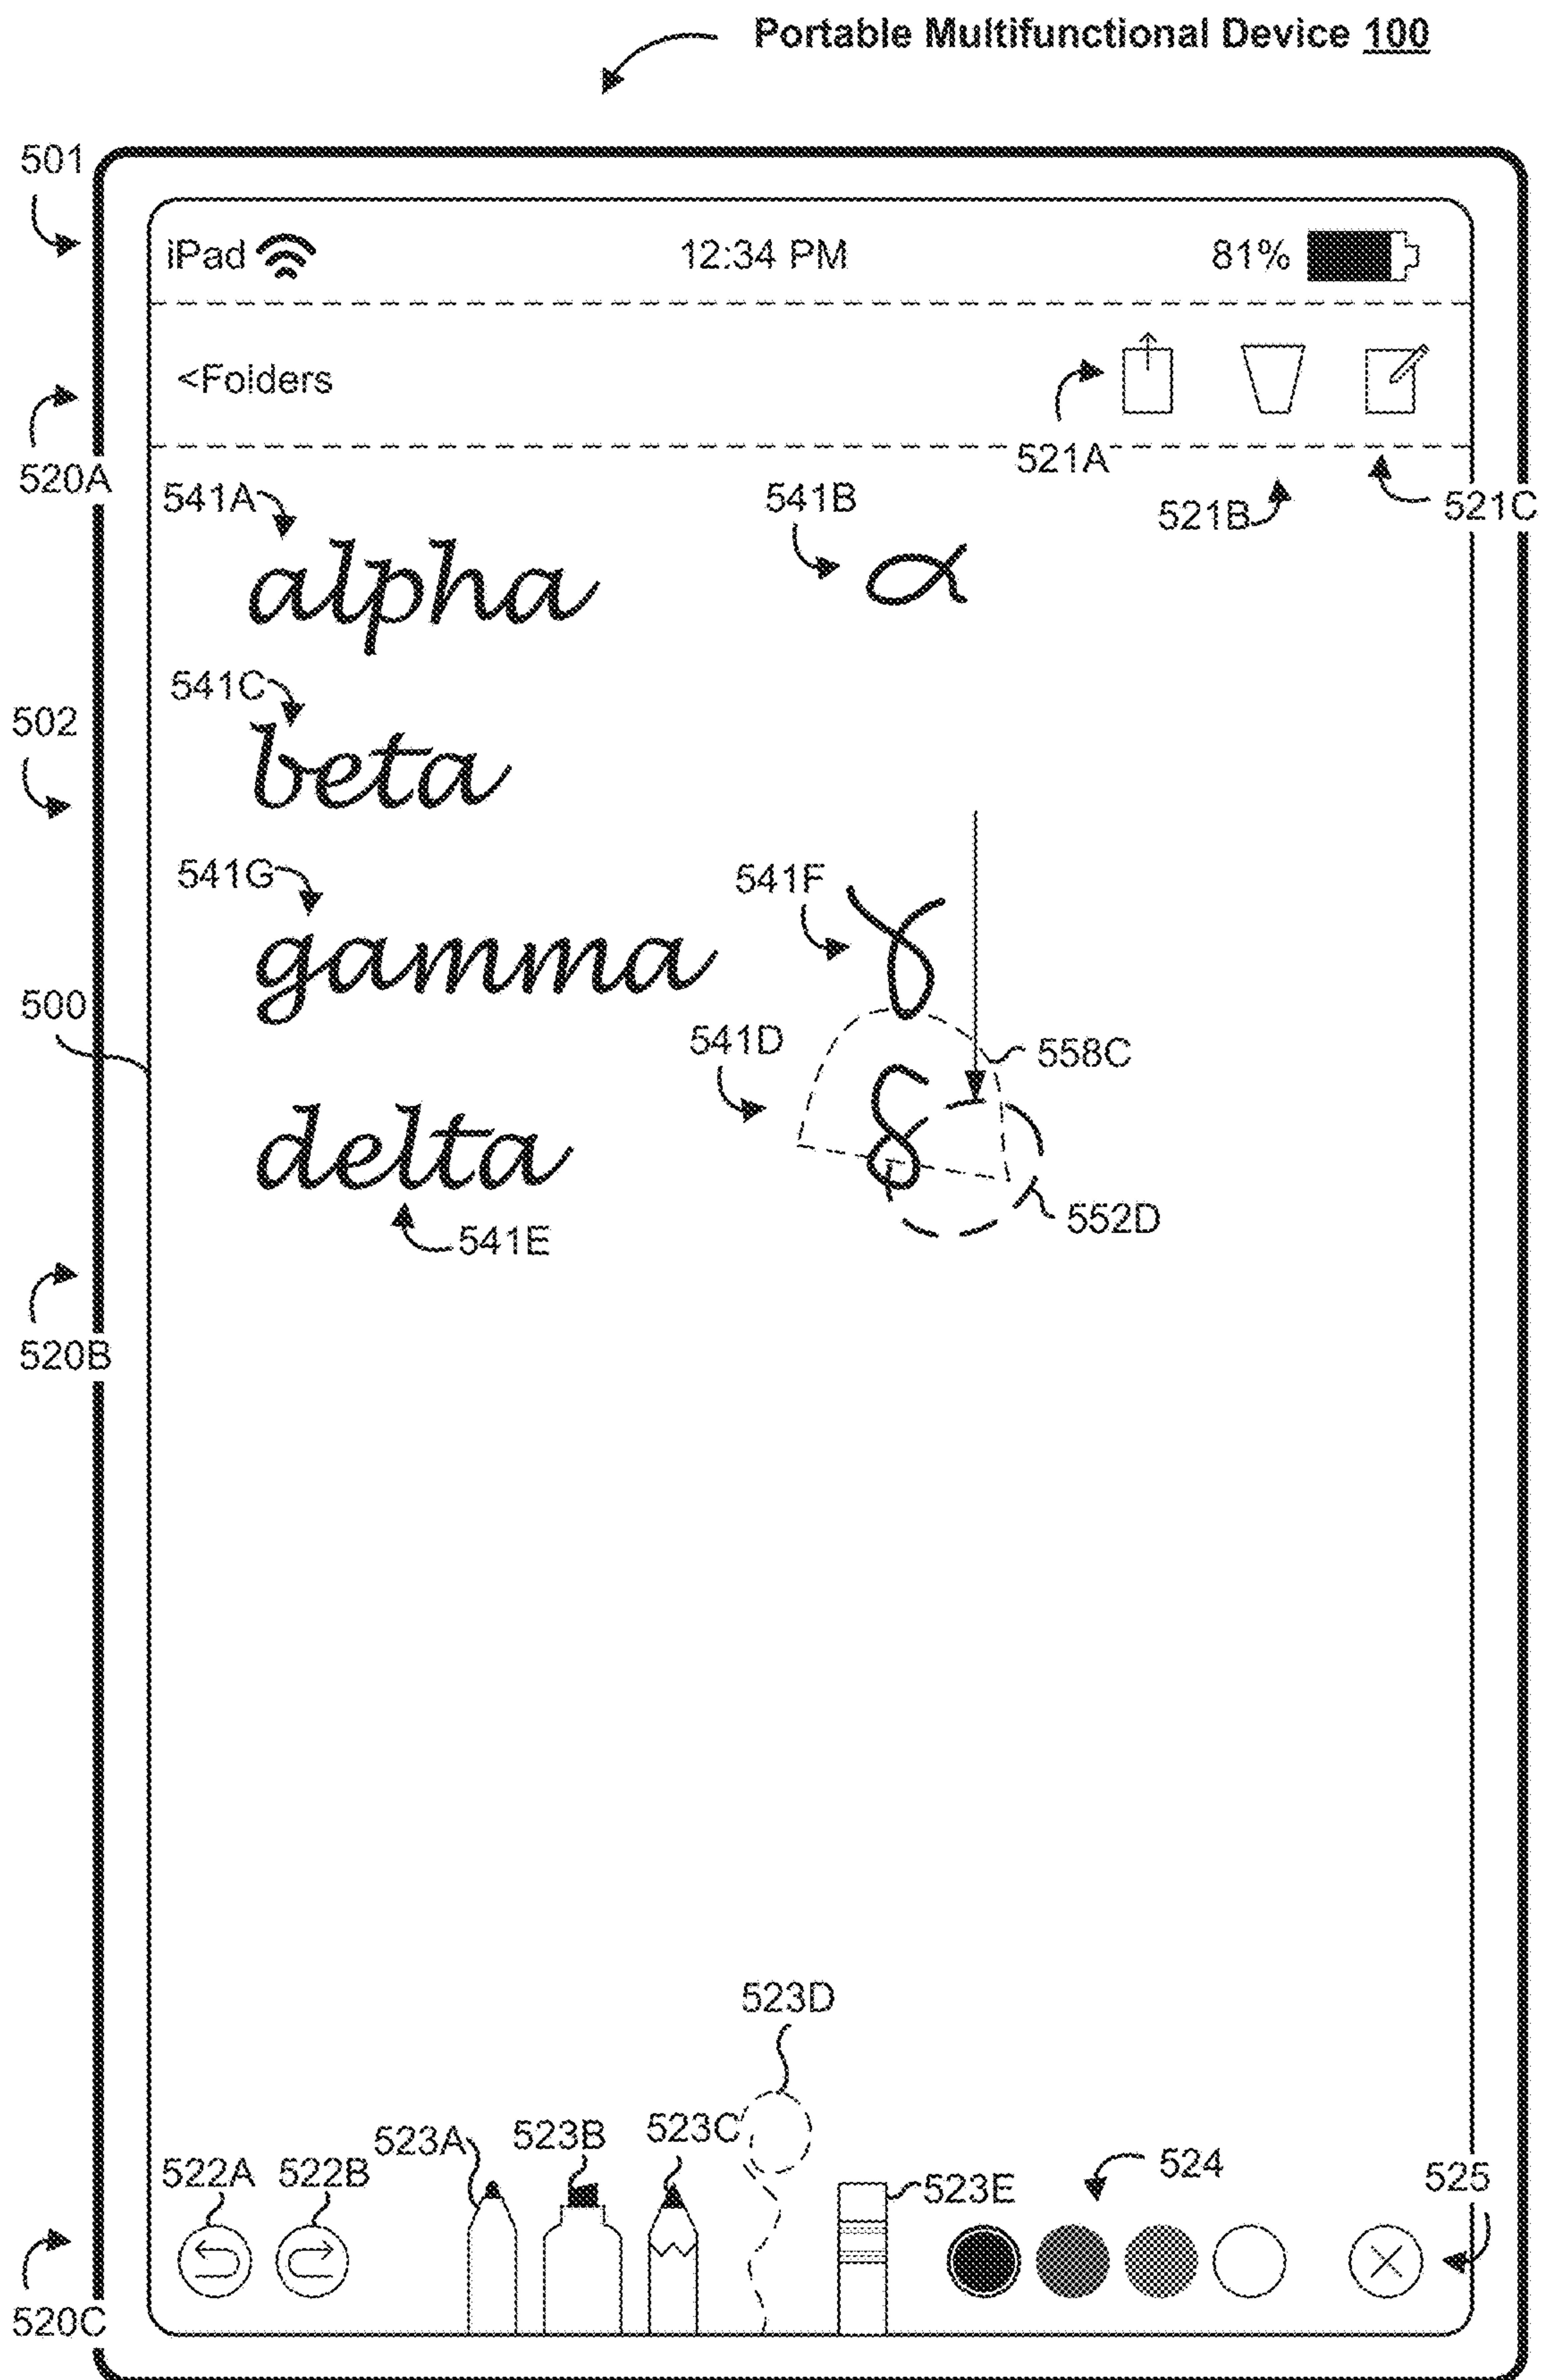 Portable Multifunctional Device 100
501
iPad 12:34 PM 81%
<Foiders
520A 521A
541A 541B 521B 521C
alpha α
541C
502
beta
541G 541F
gamma γ
500
541D 558C
delta δ
552D
541E
520B
523D
523A 523B 523C
522A 522B 523E 524 525
520C